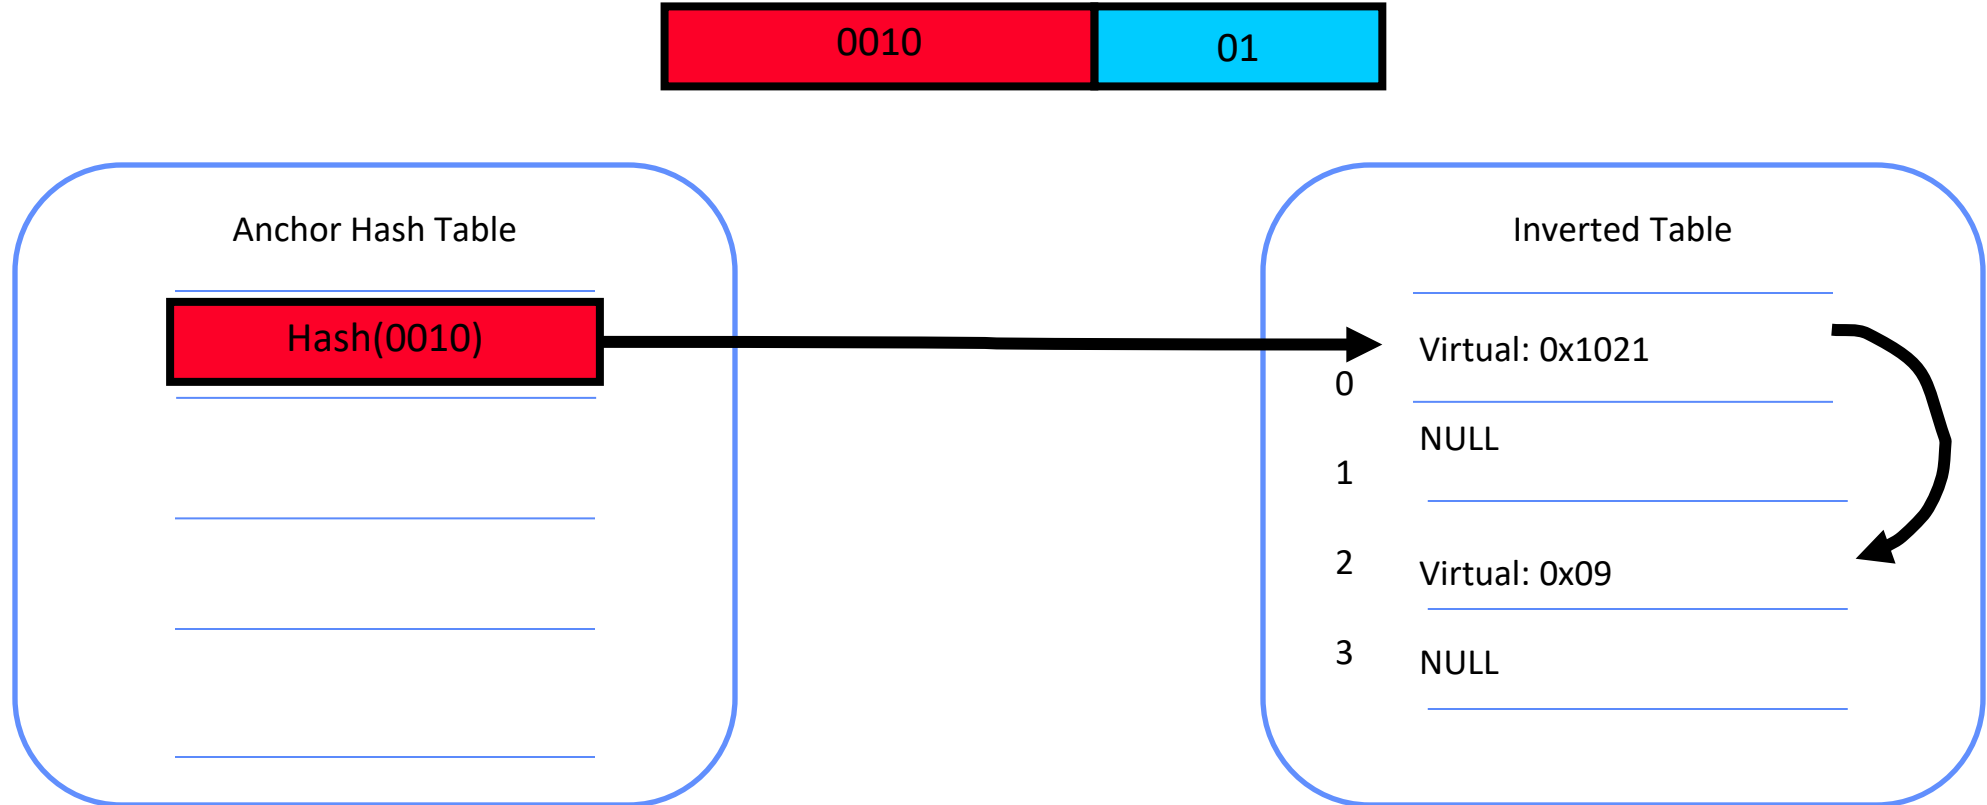 0010
01
Anchor Hash Table
Hash(0010)
Inverted Table
0
Virtual: 0x1021
1
NULL
2
Virtual: 0x09
3
NULL